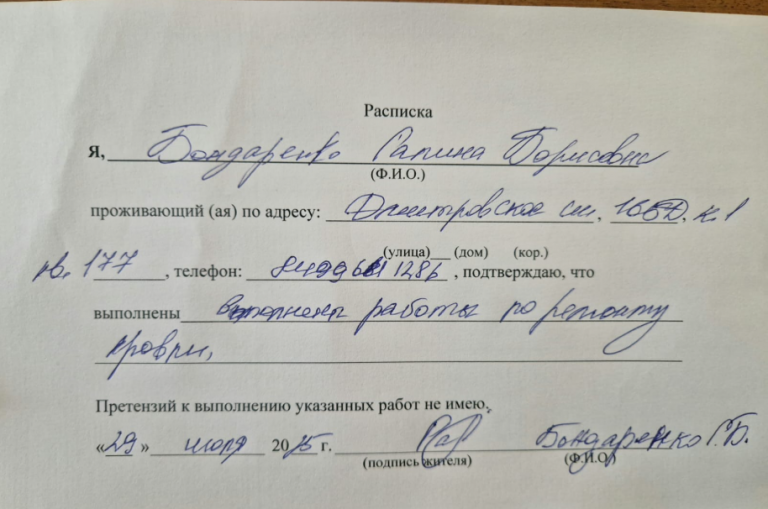 Расписка
Я, Бондаренко Галина Борисовна
(Ф.И.О.)
проживающий (ая) по адресу: Дмитровское ш., 165Д. к.1
(улица) (дом) (кор.)
кв. 177, телефон: , подтверждаю, что
выполнены выполнены работы по ремонту
кровли,
Претензий к выполнению указанных работ не имею.
«29» июля 2025 г. Бондаренко Г.Б.
(подпись жителя) (Ф.И.О.)